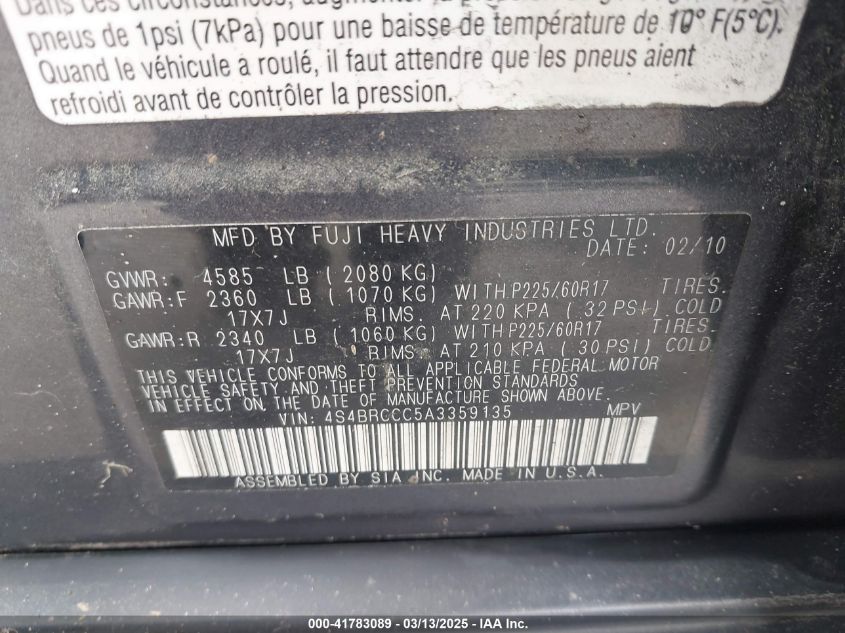 Dans ces circonstances, augmenter la pression
pneus de 1psi (7kPa) pour une baisse de température de 10° F(5°C).
Quand le véhicule à roulé, il faut attendre que les pneus aient
refroidi avant de contrôler la pression.
MFD BY FUJI HEAVY INDUSTRIES LTD.
DATE: 02/10
GVWR: 4585 LB ( 2080 KG)
GAWR:F 2360 LB ( 1070 KG) WITH P225/60R17 TIRES.
17X7J RIMS. AT 220 KPA ( 32 PSI) COLD
GAWR:R 2340 LB ( 1060 KG) WITH P225/60R17 TIRES.
17X7J RIMS. AT 210 KPA ( 30 PSI) COLD.
THIS VEHICLE CONFORMS TO ALL APPLICABLE FEDERAL MOTOR
VEHICLE SAFETY AND THEFT PREVENTION STANDARDS
IN EFFECT ON THE DATE OF MANUFACTURE SHOWN ABOVE.
VIN: 4S4BRCCC5A3359135 MPV
ASSEMBLED BY SIA INC. MADE IN U.S.A.
000-41783089 - 03/13/2025 - IAA Inc.